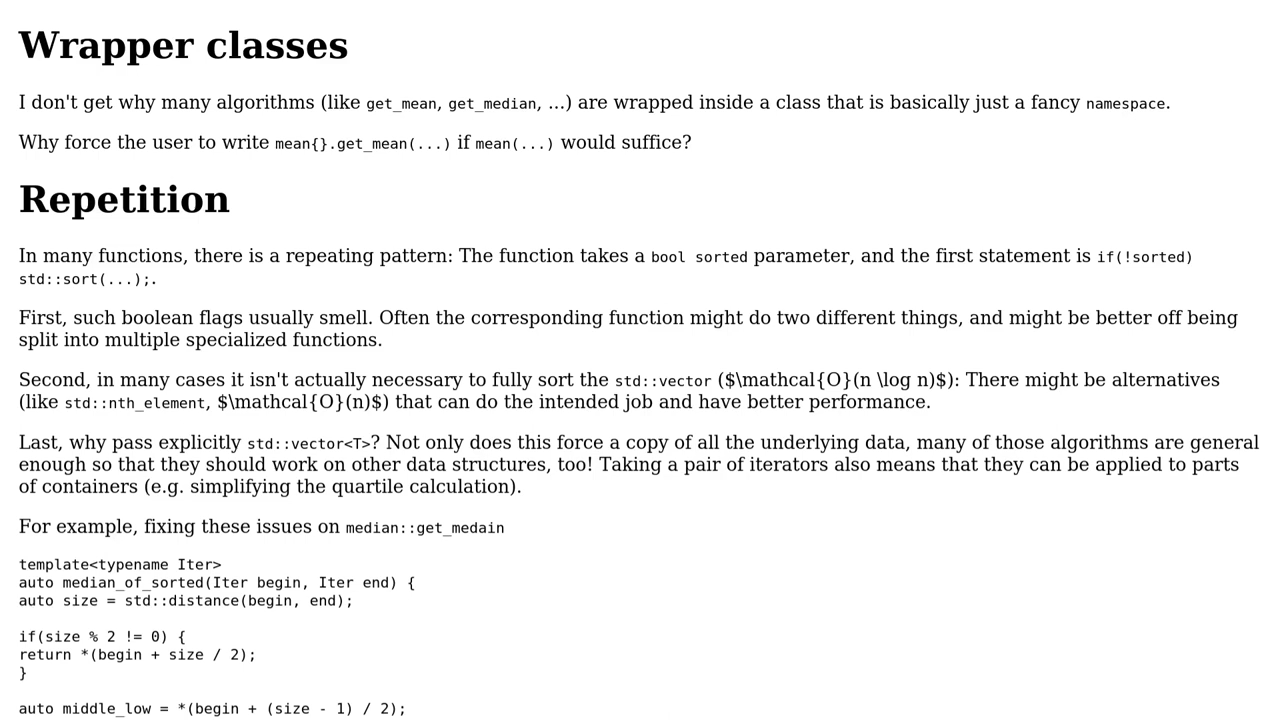 Wrapper classes
I don't get why many algorithms (like get_mean, get_median, ...) are wrapped inside a class that is basically just a fancy namespace.
Why force the user to write mean{}.get_mean(...) if mean(...) would suffice?
Repetition
In many functions, there is a repeating pattern: The function takes a bool sorted parameter, and the first statement is if(!sorted)
std::sort(...);.
First, such boolean flags usually smell. Often the corresponding function might do two different things, and might be better off being
split into multiple specialized functions.
Second, in many cases it isn't actually necessary to fully sort the std::vector ($\mathcal{O}(n \log n)$): There might be alternatives
(like std::nth_element, $\mathcal{O}(n)$) that can do the intended job and have better performance.
Last, why pass explicitly std::vector<T>? Not only does this force a copy of all the underlying data, many of those algorithms are general
enough so that they should work on other data structures, too! Taking a pair of iterators also means that they can be applied to parts
of containers (e.g. simplifying the quartile calculation).
For example, fixing these issues on median::get_medain
template<typename Iter>
auto median_of_sorted(Iter begin, Iter end) {
auto size = std::distance(begin, end);
if(size % 2 != 0) {
return *(begin + size / 2);
}
auto middle_low = *(begin + (size - 1) / 2);